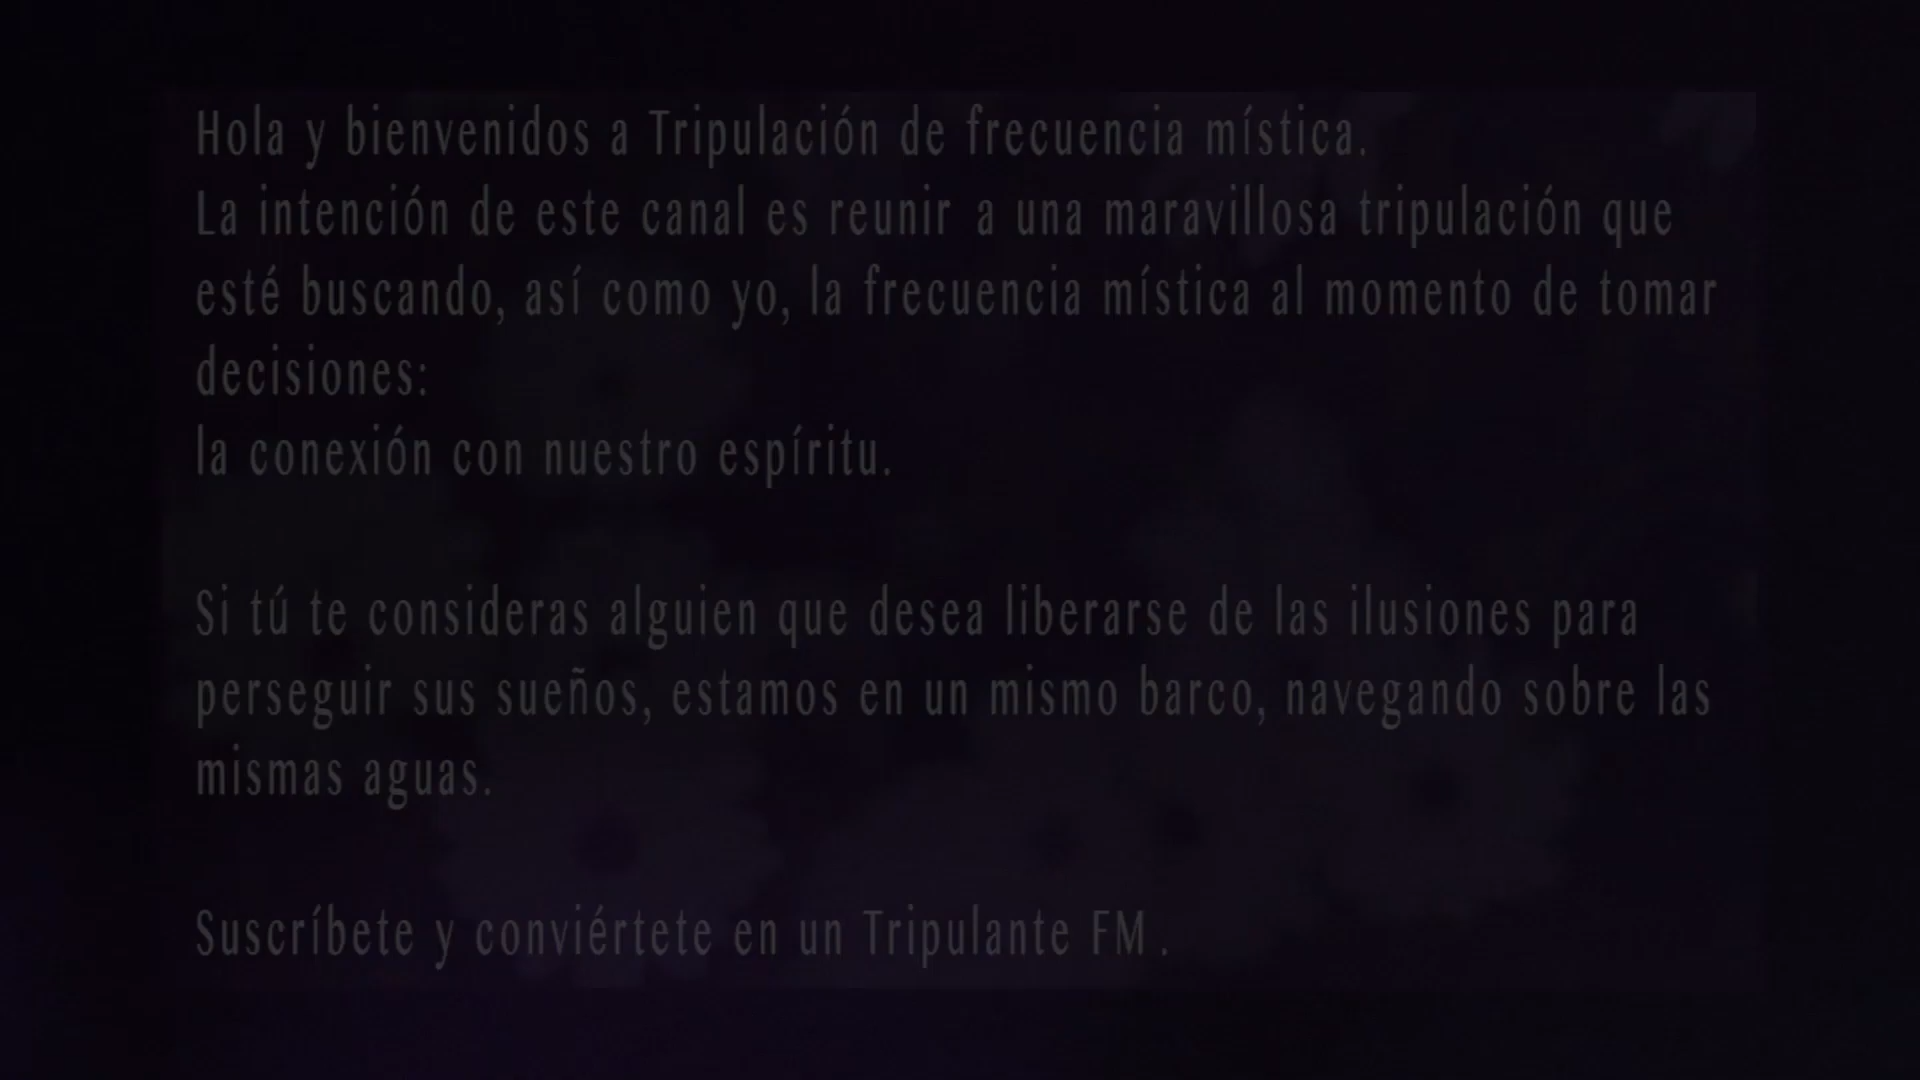 Hola y bienvenidos a Tripulación de frecuencia mística.
La intención de este canal es reunir a una maravillosa tripulación que
esté buscando, así como yo, la frecuencia mística al momento de tomar
decisiones:
la conexión con nuestro espíritu.
Si tú te consideras alguien que desea liberarse de las ilusiones para
perseguir sus sueños, estamos en un mismo barco, navegando sobre las
mismas aguas.
Suscríbete y conviértete en un Tripulante FM.